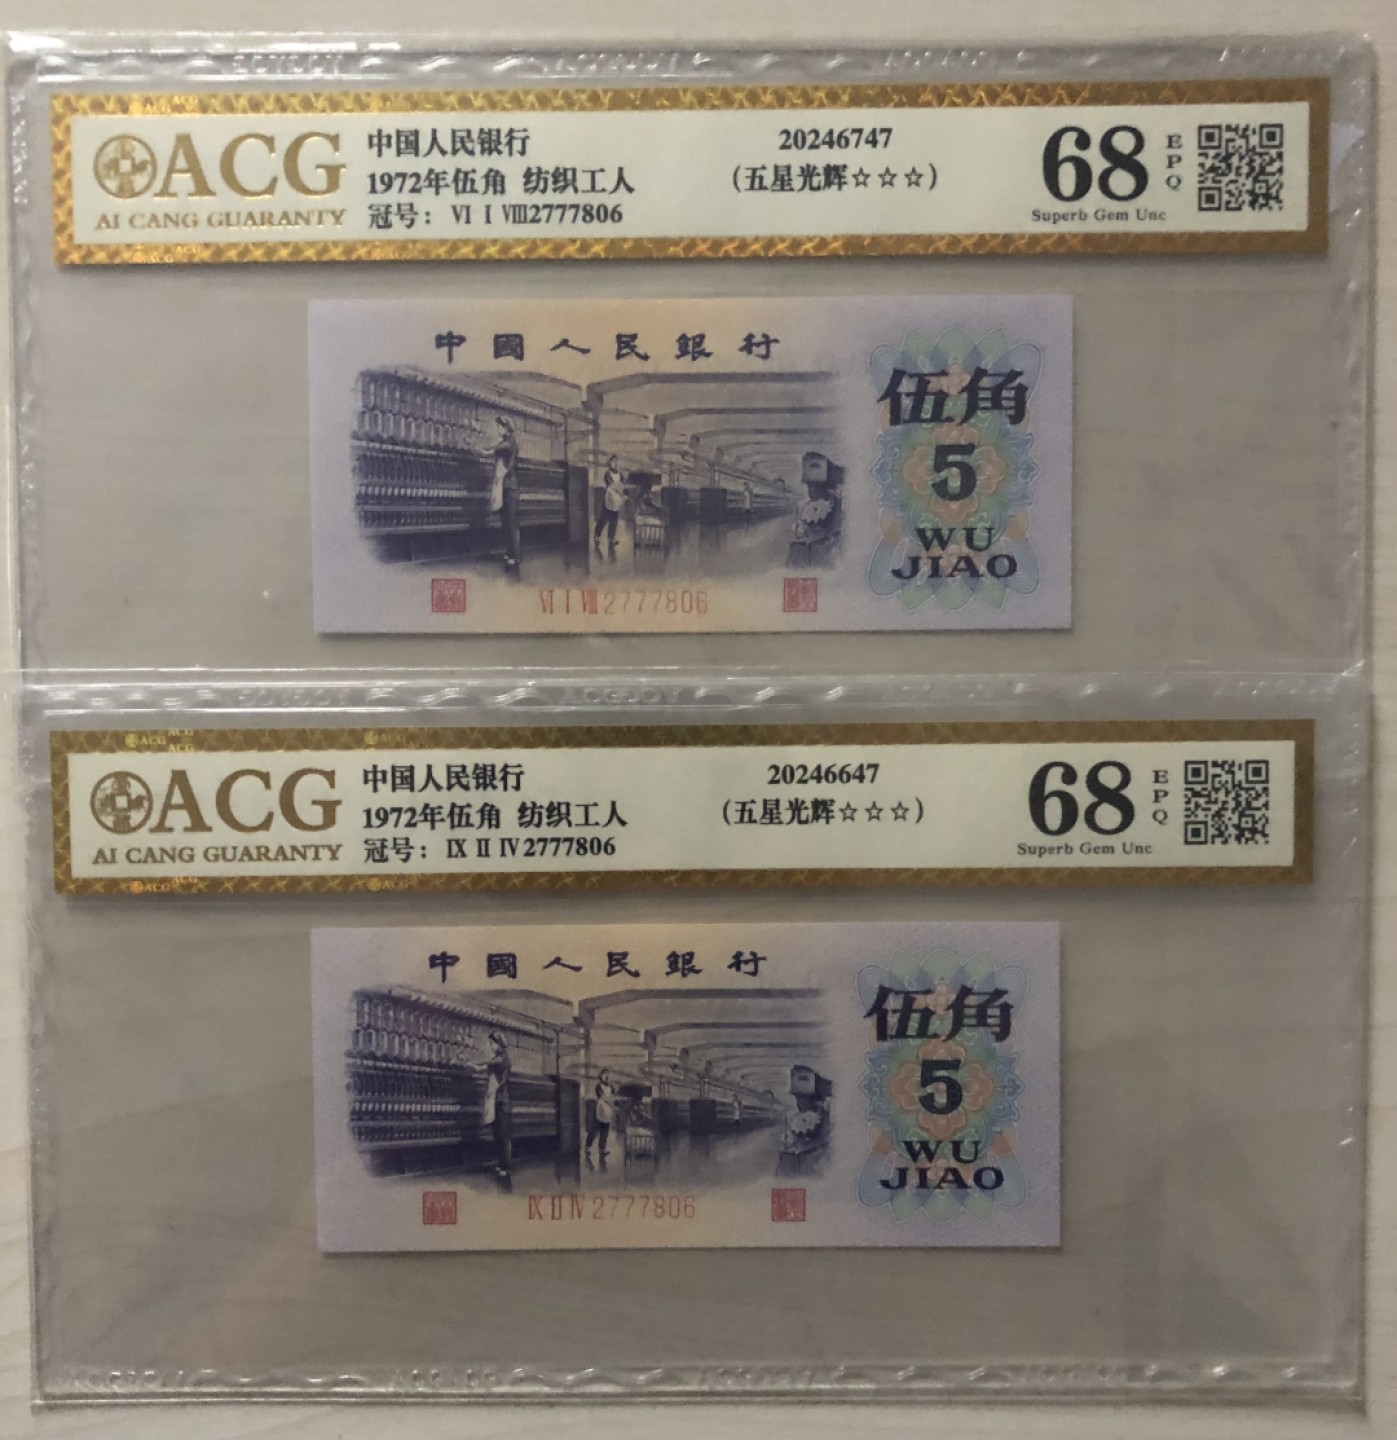 ACG
AI CANG GUARANTY
中国人民银行
1972年伍角 纺织工人
冠号: Ⅵ Ⅰ Ⅷ2777806
20246747
(五星光辉☆☆☆)
68
EPQ
Superb Gem Unc
中國人民銀行
伍角
5
WU
JIAO
Ⅵ Ⅰ Ⅷ 2777806
ACG
AI CANG GUARANTY
中国人民银行
1972年伍角 纺织工人
冠号: Ⅸ Ⅱ Ⅳ2777806
20246647
(五星光辉☆☆☆)
68
EPQ
Superb Gem Unc
中國人民銀行
伍角
5
WU
JIAO
Ⅸ Ⅱ Ⅳ 2777806